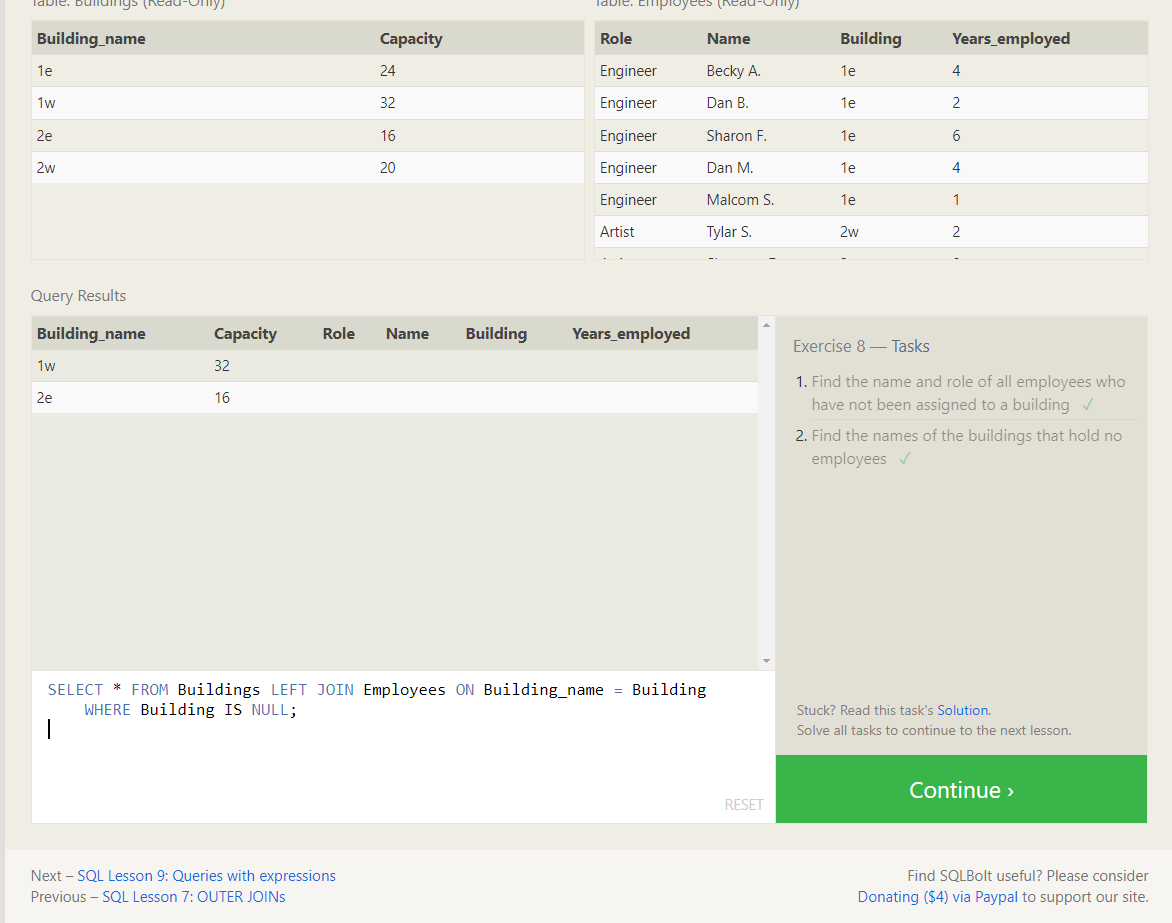 Table: Buildings (Read-Only)
Table: Employees (Read-Only)
Building_name Capacity
1e 24
1w 32
2e 16
2w 20
Role Name Building Years_employed
Engineer Becky A. 1e 4
Engineer Dan B. 1e 2
Engineer Sharon F. 1e 6
Engineer Dan M. 1e 4
Engineer Malcom S. 1e 1
Artist Tylar S. 2w 2
Query Results
Building_name Capacity Role Name Building Years_employed
1w 32
2e 16
Exercise 8 — Tasks
1. Find the name and role of all employees who
have not been assigned to a building ✓
2. Find the names of the buildings that hold no
employees ✓
SELECT * FROM Buildings LEFT JOIN Employees ON Building_name = Building
WHERE Building IS NULL;
RESET
Stuck? Read this task's Solution.
Solve all tasks to continue to the next lesson.
Continue ›
Next – SQL Lesson 9: Queries with expressions
Previous – SQL Lesson 7: OUTER JOINs
Find SQLBolt useful? Please consider
Donating ($4) via Paypal to support our site.